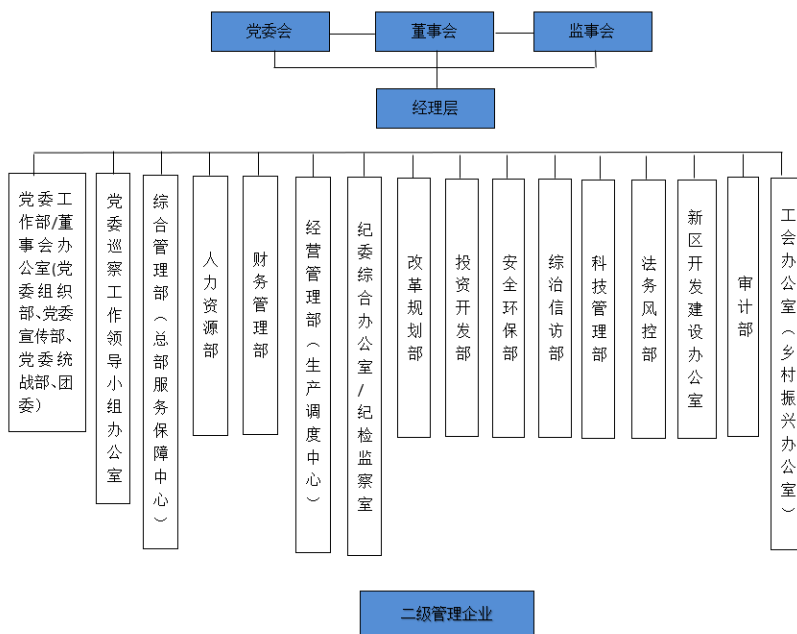 党委会
董事会
监事会
经理层
党委工
作部/董
事会办
公室(党
委组织
部、党委
宣传部、
党委统
战部、团
委）
党委巡察工作领导小组办公室
综合管理部（总部服务保障中心）
人力资源部
财务管理部
经营管理部（生产调度中心）
纪委综合办公室/纪检监察室
改革规划部
投资开发部
安全环保部
综治信访部
科技管理部
法务风控部
新区开发建设办公室
审计部
工会办公室（乡村振兴办公室）
二级管理企业